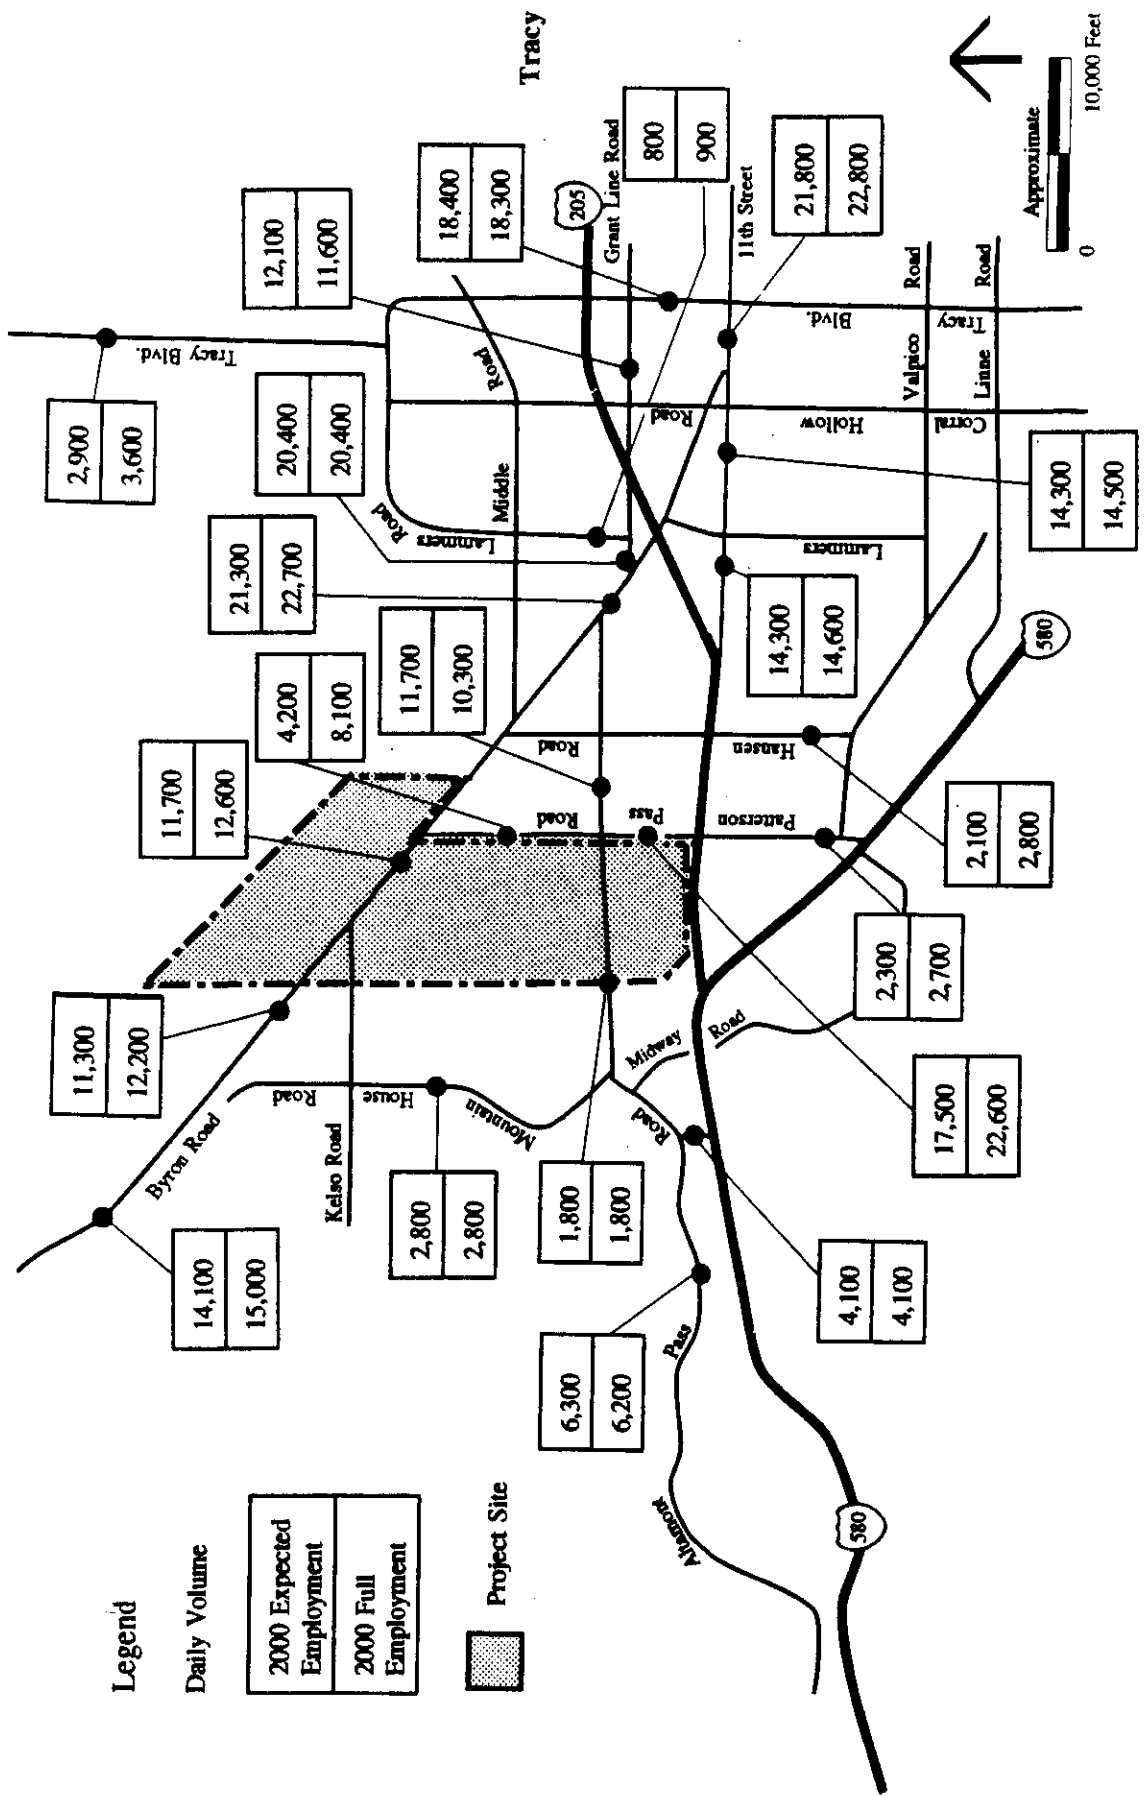 Legend
Daily Volume
2000 Expected
Employment
2000 Full
Employment
Project Site
Tracy
Approximate
0
10,000 Feet
14,100
15,000
11,300
12,200
11,700
12,600
4,200
8,100
21,300
22,700
11,700
10,300
20,400
20,400
2,900
3,600
12,100
11,600
18,400
18,300
800
900
21,800
22,800
14,300
14,500
14,300
14,600
2,100
2,800
2,300
2,700
17,500
22,600
4,100
4,100
6,300
6,200
1,800
1,800
2,800
2,800
Byron Road
Kelso Road
Mountain
House
Road
Altamont
Pass
Road
Midway
Road
Patterson
Pass
Road
Hansen
Road
Middle
Road
Lammers
Road
Lammers
Corral
Hollow
Road
Tracy Blvd.
Tracy
Blvd.
Grant Line Road
11th Street
Valpico
Road
Linne
Road
205
580
580